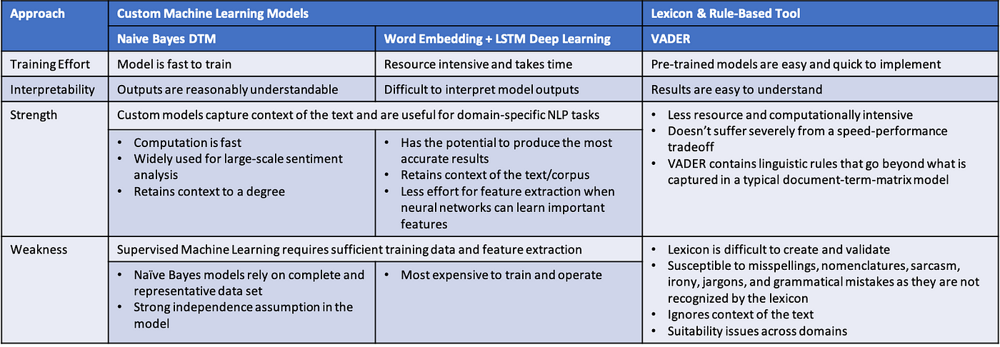 Approach
Custom Machine Learning Models
Lexicon & Rule-Based Tool
Naive Bayes DTM
Word Embedding + LSTM Deep Learning
VADER
Training Effort
Model is fast to train
Resource intensive and takes time
Pre-trained models are easy and quick to implement
Interpretability
Outputs are reasonably understandable
Difficult to interpret model outputs
Results are easy to understand
Strength
Custom models capture context of the text and are useful for domain-specific NLP tasks
• Computation is fast
• Widely used for large-scale sentiment
analysis
• Retains context to a degree
• Has the potential to produce the most
accurate results
• Retains context of the text/corpus
• Less effort for feature extraction when
neural networks can learn important
features
• Less resource and computationally intensive
• Doesn't suffer severely from a speed-performance
tradeoff
• VADER contains linguistic rules that go beyond what is
captured in a typical document-term-matrix model
Weakness
Supervised Machine Learning requires sufficient training data and feature extraction
• Naïve Bayes models rely on complete and
representative data set
• Strong independence assumption in the
model
• Most expensive to train and operate
• Lexicon is difficult to create and validate
• Susceptible to misspellings, nomenclatures, sarcasm,
irony, jargons, and grammatical mistakes as they are not
recognized by the lexicon
• Ignores context of the text
• Suitability issues across domains